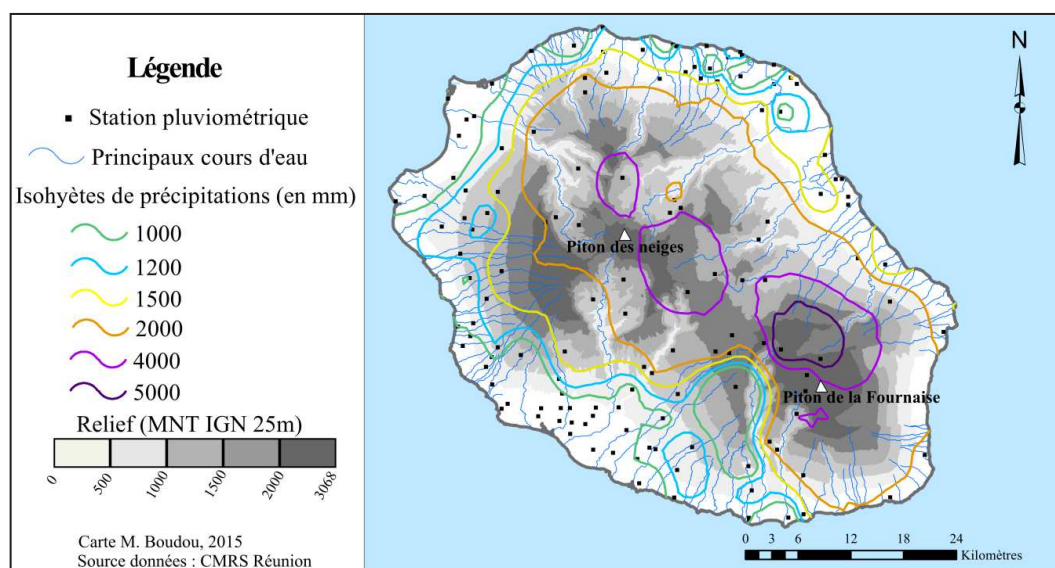 Légende
Station pluviométrique
Principaux cours d'eau
Isohyètes de précipitations (en mm)
1000
1200
1500
2000
4000
5000
Relief (MNT IGN 25m)
0
500
1000
1500
2000
3068
Carte M. Boudou, 2015
Source données : CMRS Réunion
N
Piton des neiges
Piton de la Fournaise
0 3 6 12 18 24
Kilomètres